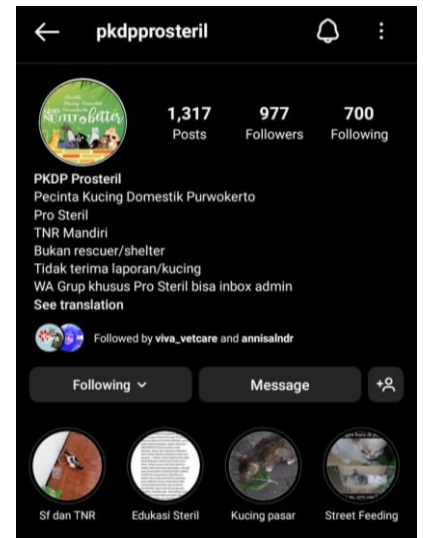 pkdpprosteril
better
1,317
977
700
Posts
Followers
Following
PKDP Prosteril
Pecinta Kucing Domestik Purwokerto
Pro Steril
TNR Mandiri
Bukan rescuer/shelter
Tidak terima laporan/kucing
WA Grup khusus Pro Steril bisa inbox admin
See translation
Followed by viva_vetcare and annisalndr
Following
Message
Sf dan TNR
Edukasi Steril
Kucing pasar
Street Feeding